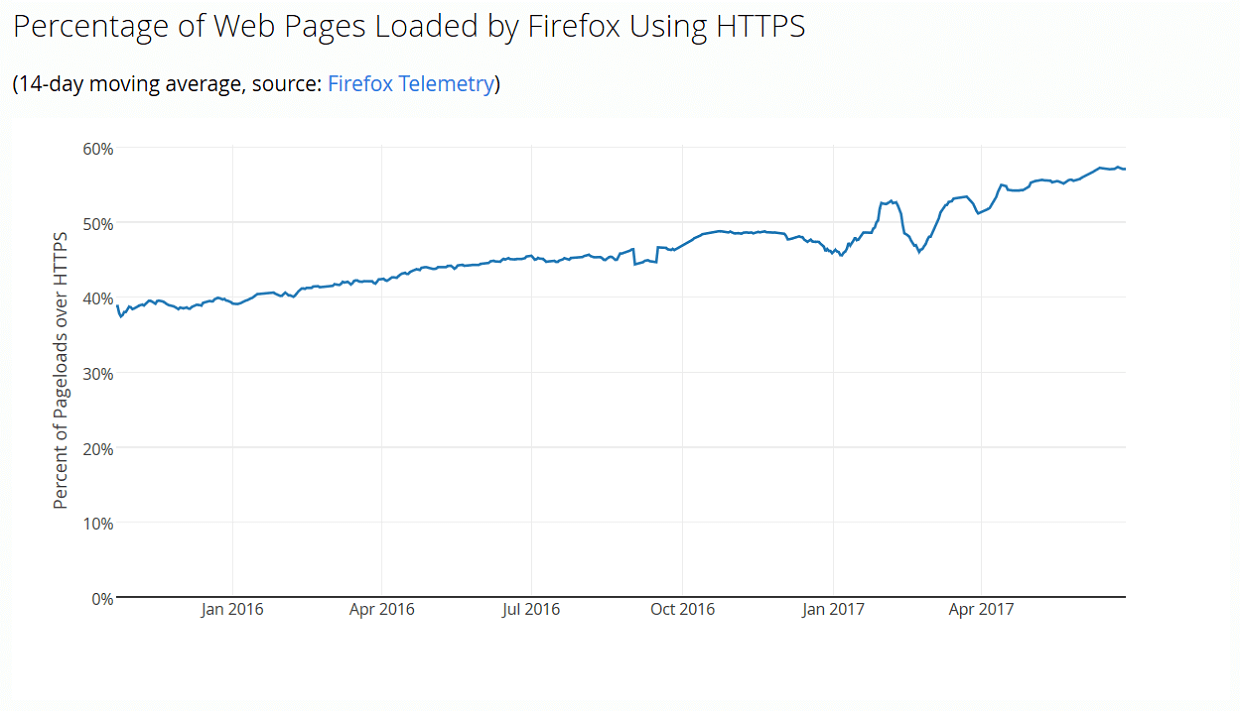 Percentage of Web Pages Loaded by Firefox Using HTTPS
(14-day moving average, source: Firefox Telemetry)
Percent of Pageloads over HTTPS
60%
50%
40%
30%
20%
10%
0%
Jan 2016 Apr 2016 Jul 2016 Oct 2016 Jan 2017 Apr 2017